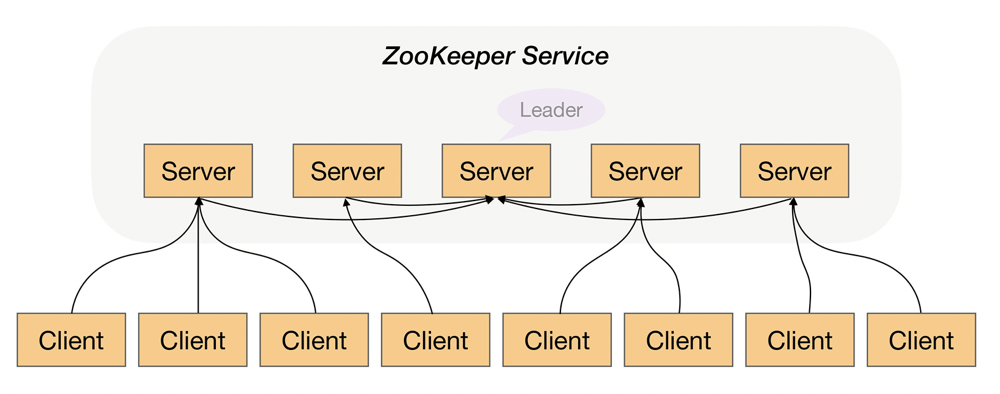 ZooKeeper Service
Leader
Server Server Server Server Server
Client Client Client Client Client Client Client Client